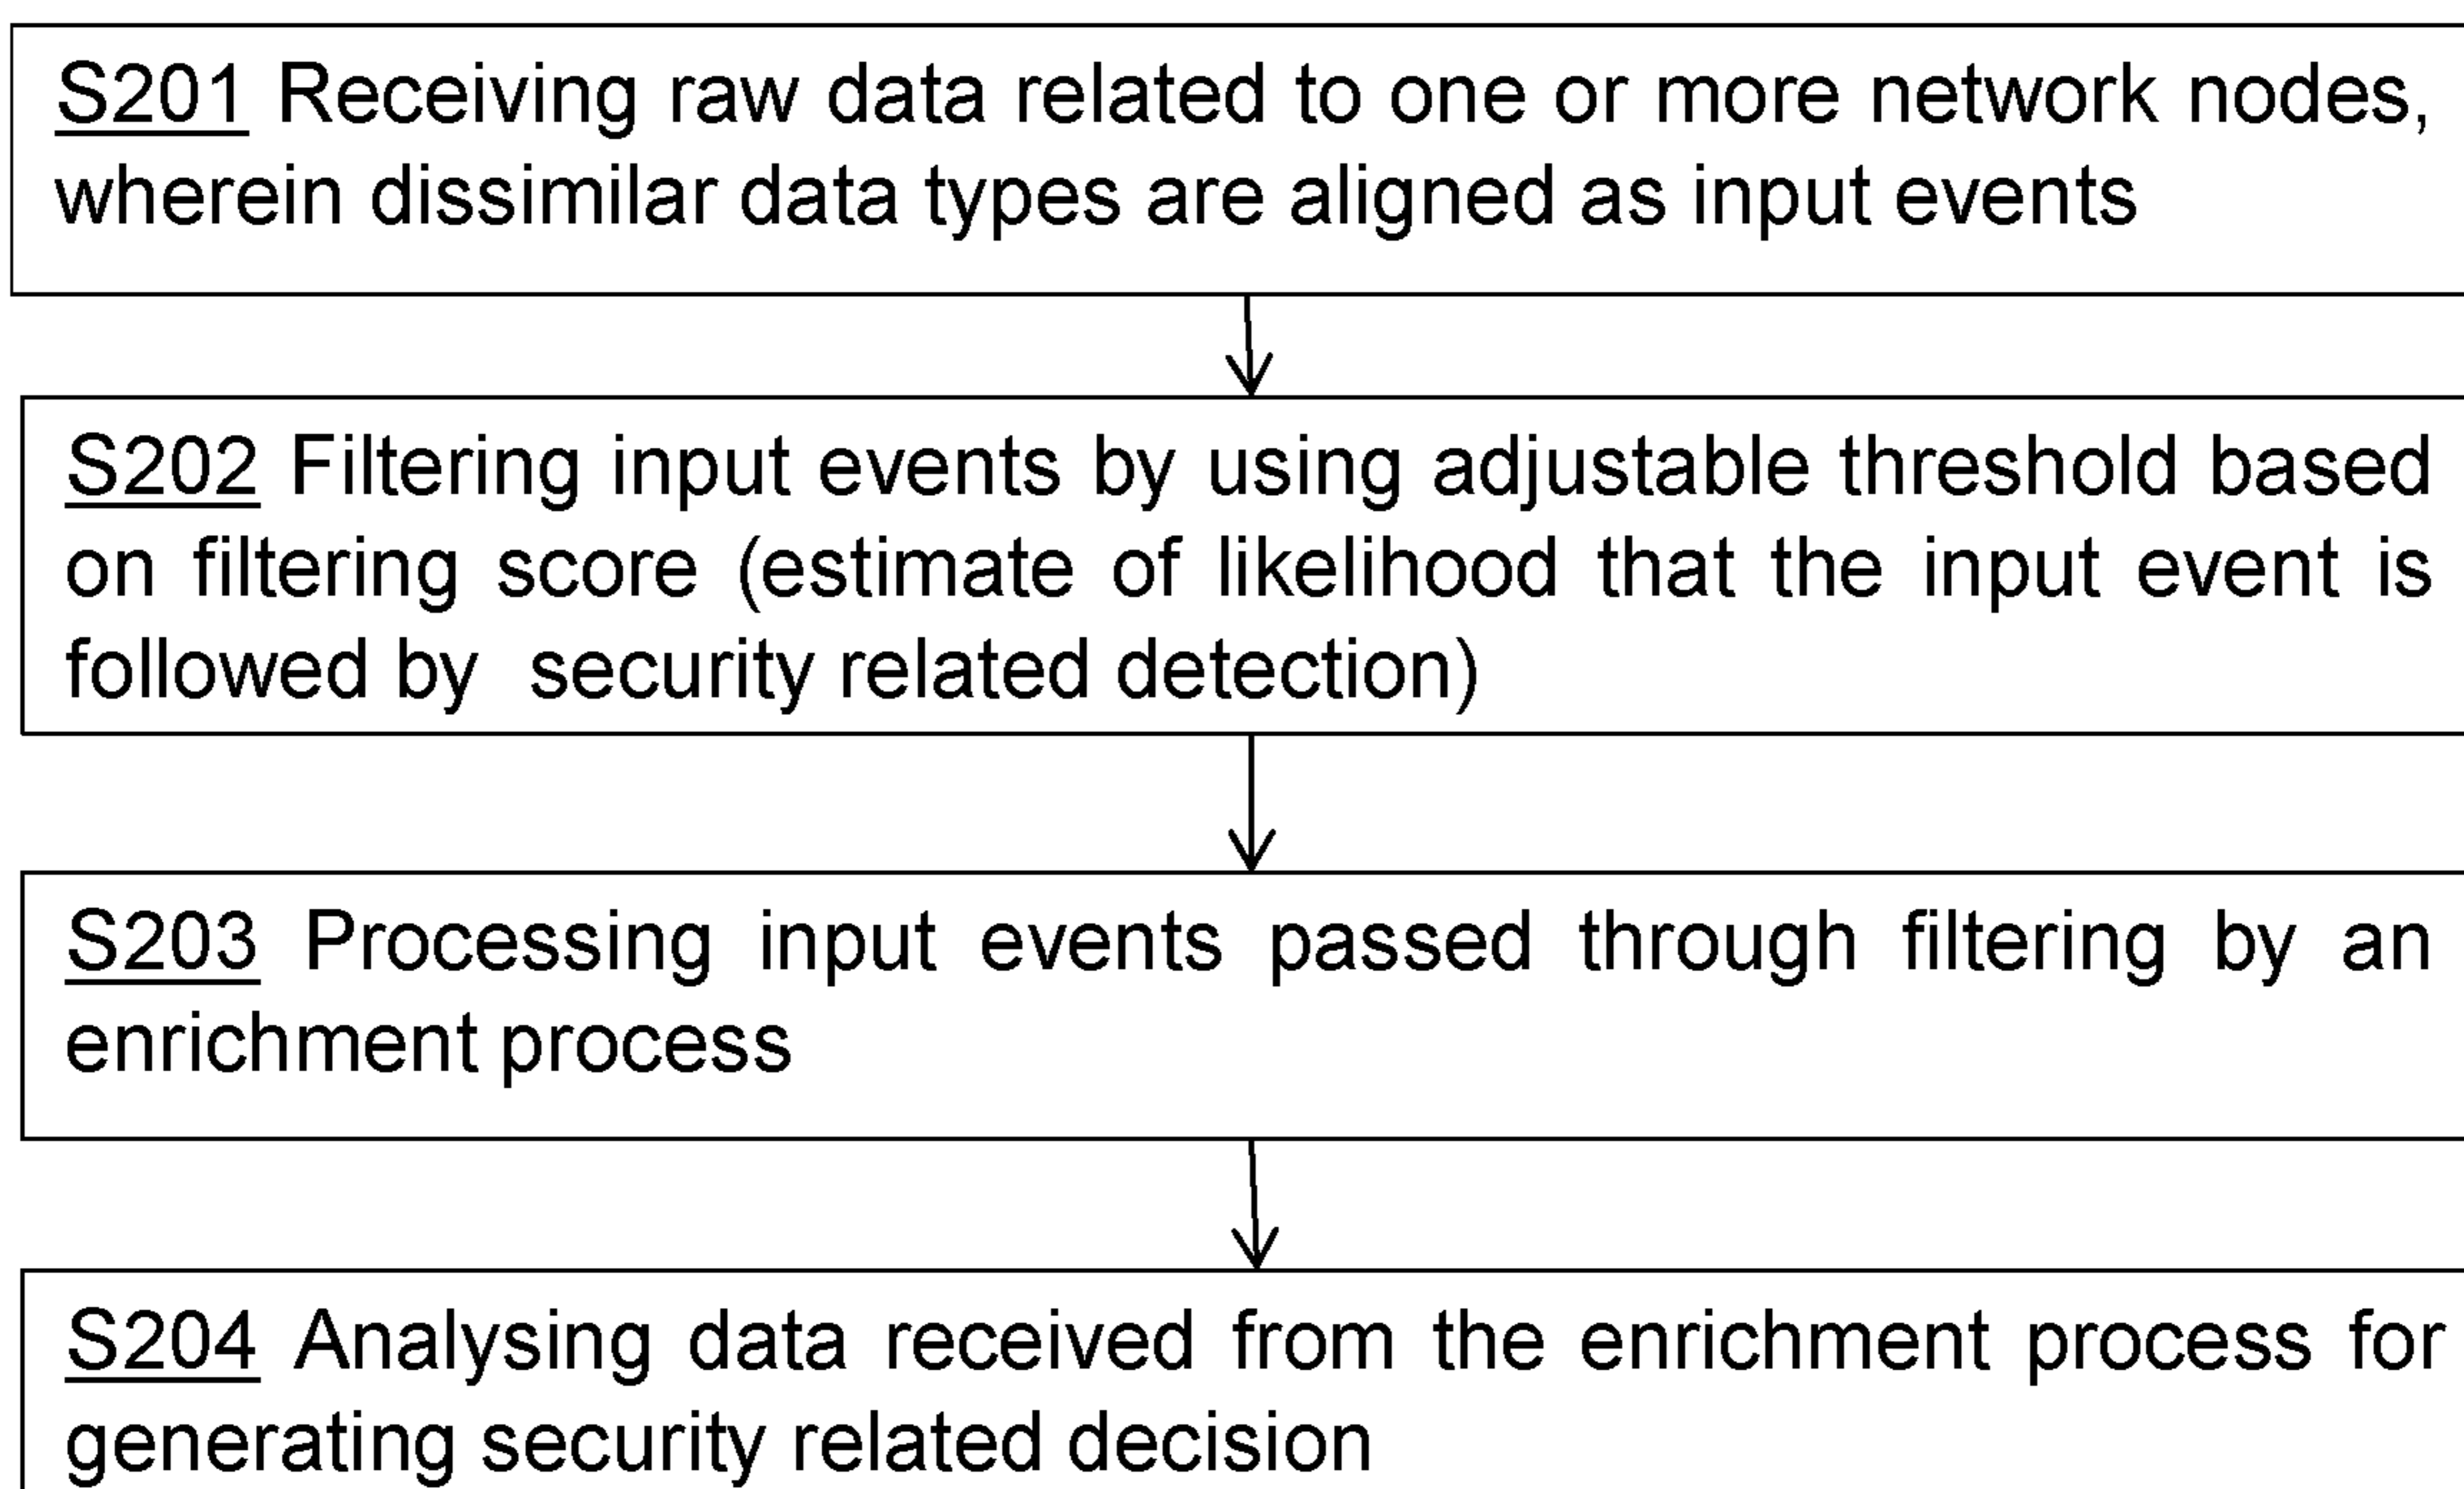 S201 Receiving raw data related to one or more network nodes,
wherein dissimilar data types are aligned as input events
S202 Filtering input events by using adjustable threshold based
on filtering score (estimate of likelihood that the input event is
followed by security related detection)
S203 Processing input events passed through filtering by an
enrichment process
S204 Analysing data received from the enrichment process for
generating security related decision